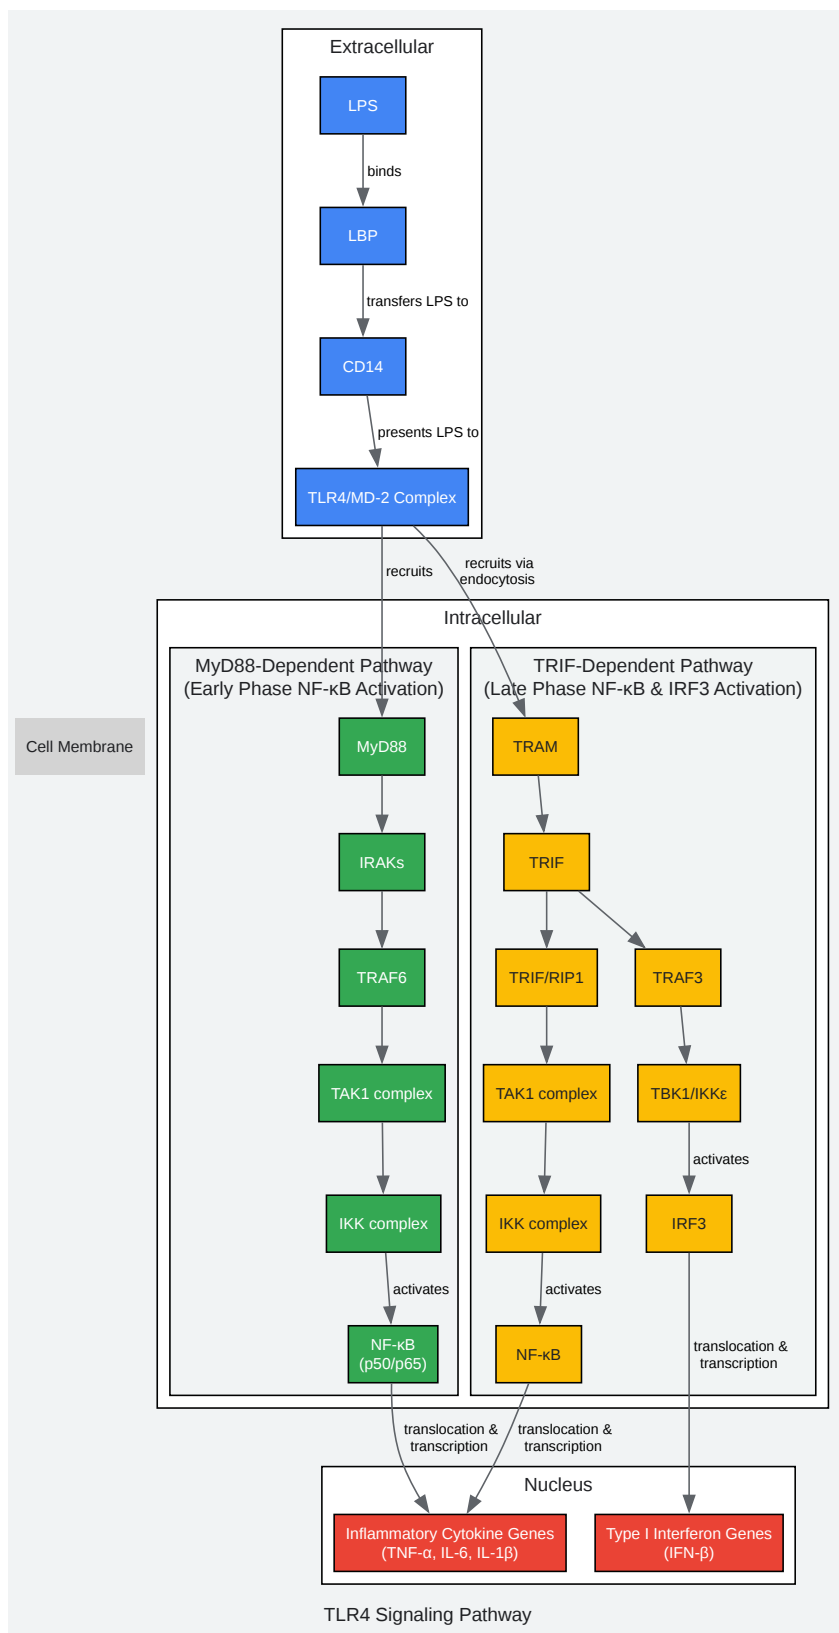 Extracellular
LPS
binds
LBP
transfers LPS to
CD14
presents LPS to
TLR4/MD-2 Complex
recruits
recruits via
endocytosis
Intracellular
MyD88-Dependent Pathway
(Early Phase NF-κB Activation)
TRIF-Dependent Pathway
(Late Phase NF-κB & IRF3 Activation)
Cell Membrane
MyD88
TRAM
IRAKs
TRIF
TRAF6
TRIF/RIP1
TRAF3
TAK1 complex
TAK1 complex
TBK1/IKKε
activates
IKK complex
IKK complex
IRF3
activates
activates
NF-κB
(p50/p65)
NF-κB
translocation &
transcription
translocation &
transcription
translocation &
transcription
Nucleus
Inflammatory Cytokine Genes
(TNF-α, IL-6, IL-1β)
Type I Interferon Genes
(IFN-β)
TLR4 Signaling Pathway